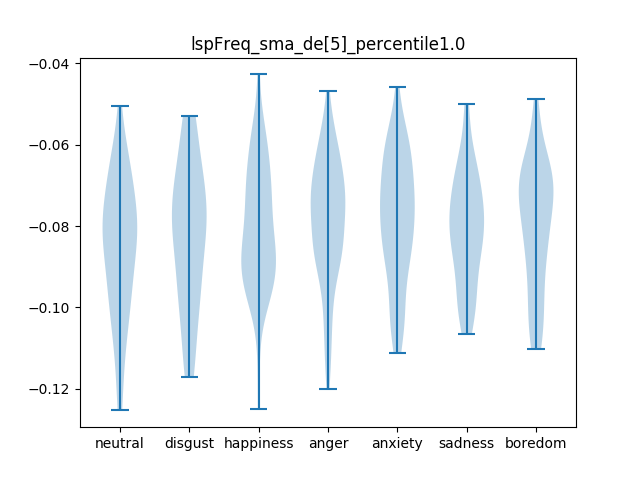 lspFreq_sma_de[5]_percentile1.0
−0.04
−0.06
−0.08
−0.10
−0.12
neutral disgust happiness anger anxiety sadness boredom